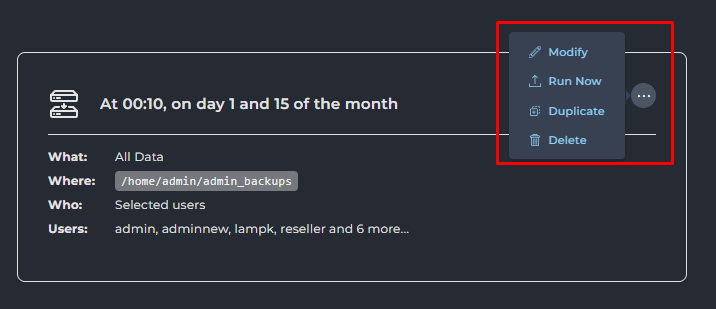 Modify
Run Now
Duplicate
Delete
At 00:10, on day 1 and 15 of the month
What: All Data
Where: /home/admin/admin_backups
Who: Selected users
Users: admin, adminnew, lampk, reseller and 6 more...